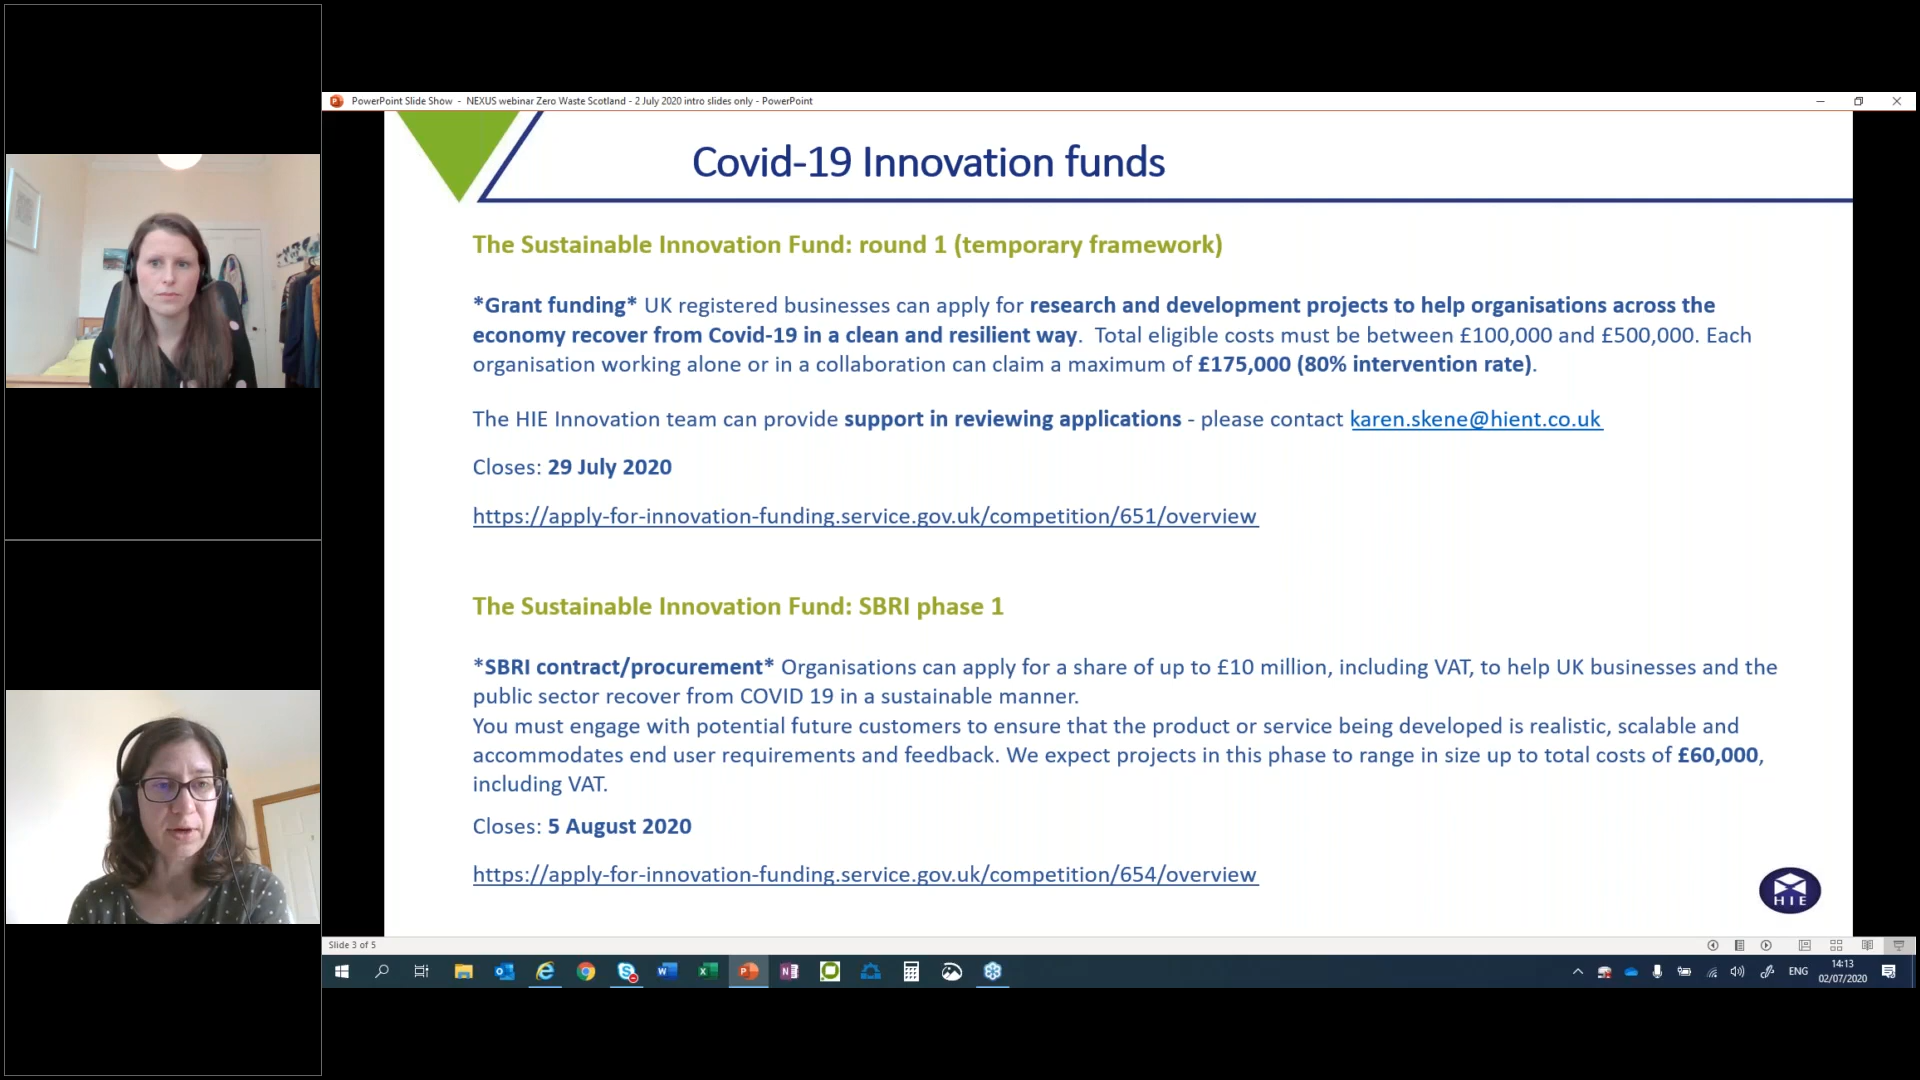 PowerPoint Slide Show - NEXUS webinar Zero Waste Scotland - 2 July 2020 intro slides only - PowerPoint
Covid-19 Innovation funds
The Sustainable Innovation Fund: round 1 (temporary framework)
*Grant funding* UK registered businesses can apply for research and development projects to help organisations across the
economy recover from Covid-19 in a clean and resilient way. Total eligible costs must be between £100,000 and £500,000. Each
organisation working alone or in a collaboration can claim a maximum of £175,000 (80% intervention rate).
The HIE Innovation team can provide support in reviewing applications - please contact karen.skene@hient.co.uk
Closes: 29 July 2020
https://apply-for-innovation-funding.service.gov.uk/competition/651/overview
The Sustainable Innovation Fund: SBRI phase 1
*SBRI contract/procurement* Organisations can apply for a share of up to £10 million, including VAT, to help UK businesses and the
public sector recover from COVID 19 in a sustainable manner.
You must engage with potential future customers to ensure that the product or service being developed is realistic, scalable and
accommodates end user requirements and feedback. We expect projects in this phase to range in size up to total costs of £60,000,
including VAT.
Closes: 5 August 2020
https://apply-for-innovation-funding.service.gov.uk/competition/654/overview
HIE
Slide 3 of 5
ENG
14:13
02/07/2020